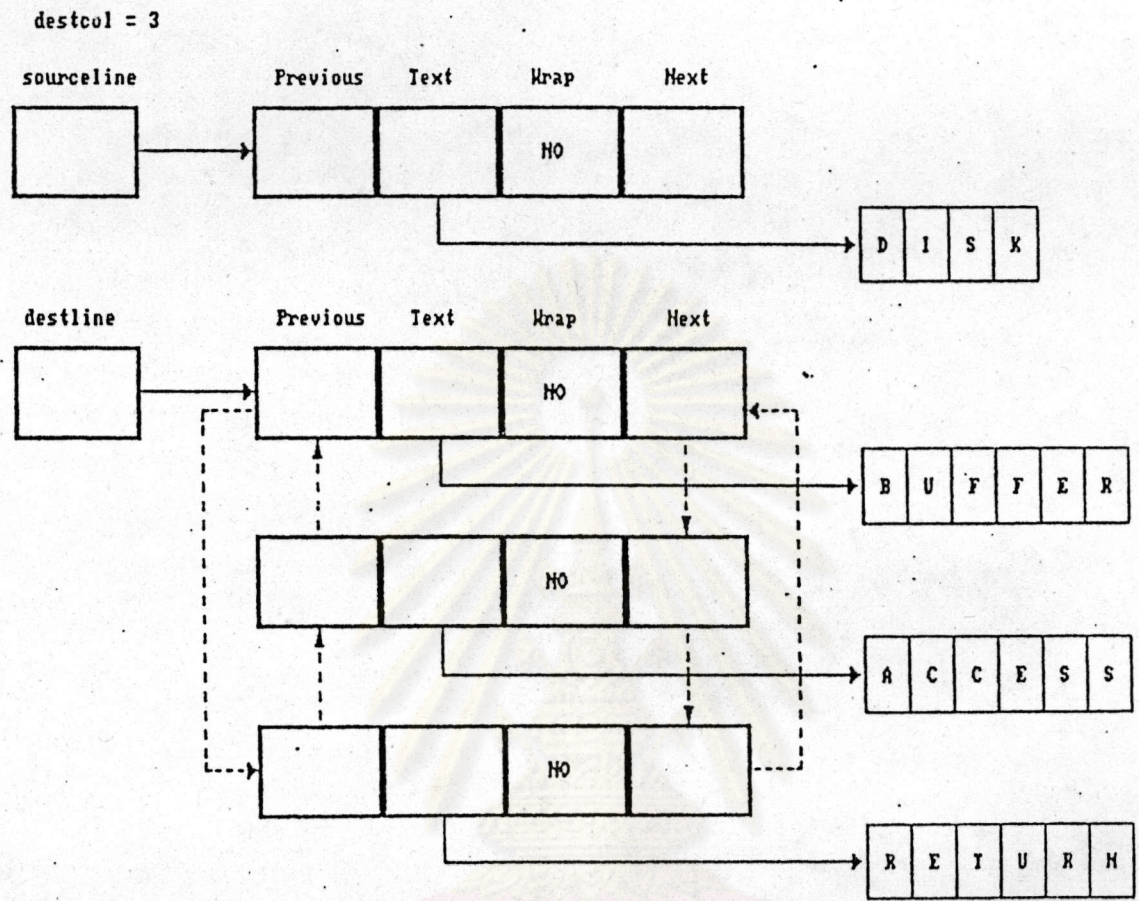 destcol = 3
sourceline Previous Text Wrap Next
NO
D I S K
destline Previous Text Wrap Next
NO
B U F F E R
NO
A C C E S S
NO
R E T U R N